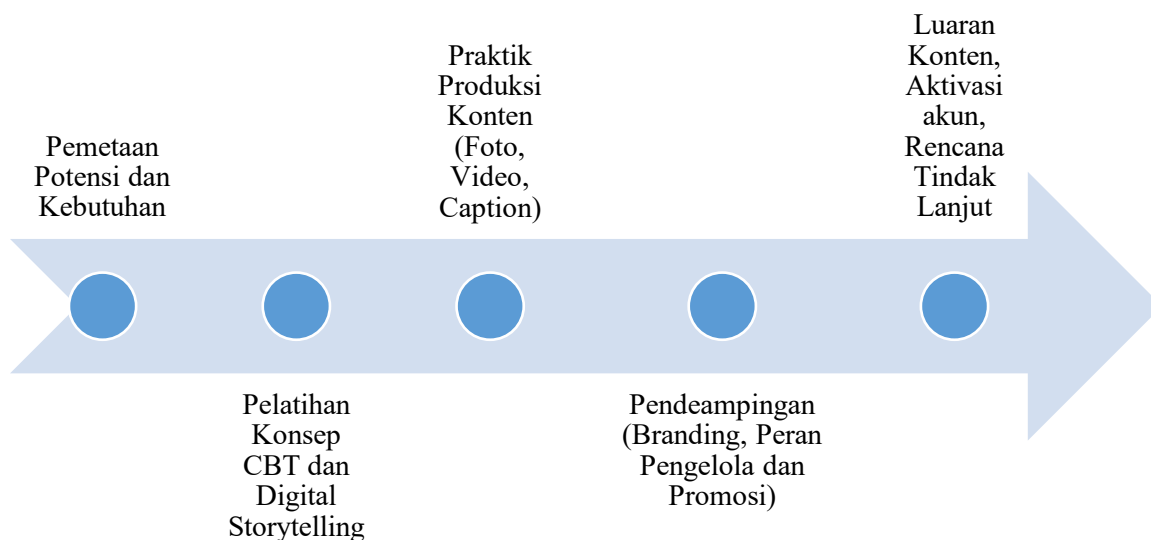 Pemetaan
Potensi dan
Kebutuhan
Pelatihan
Konsep
CBT dan
Digital
Storytelling
Praktik
Produksi
Konten
(Foto,
Video,
Caption)
Pendeampingan
(Branding, Peran
Pengelola dan
Promosi)
Luaran
Konten,
Aktivasi
akun,
Rencana
Tindak
Lanjut